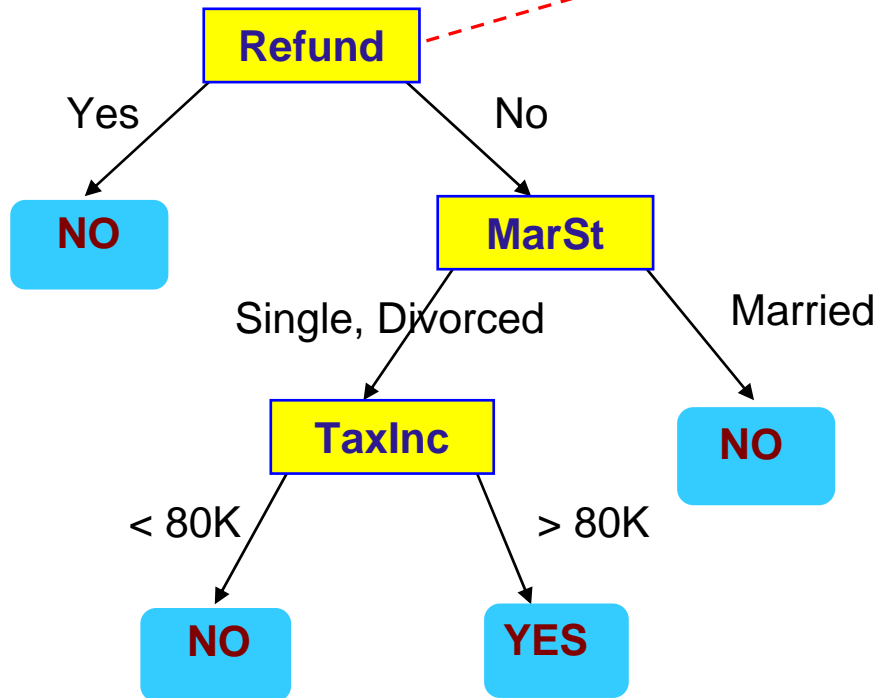 Refund
Yes
No
NO
MarSt
Single, Divorced
Married
TaxInc
NO
< 80K
> 80K
NO
YES